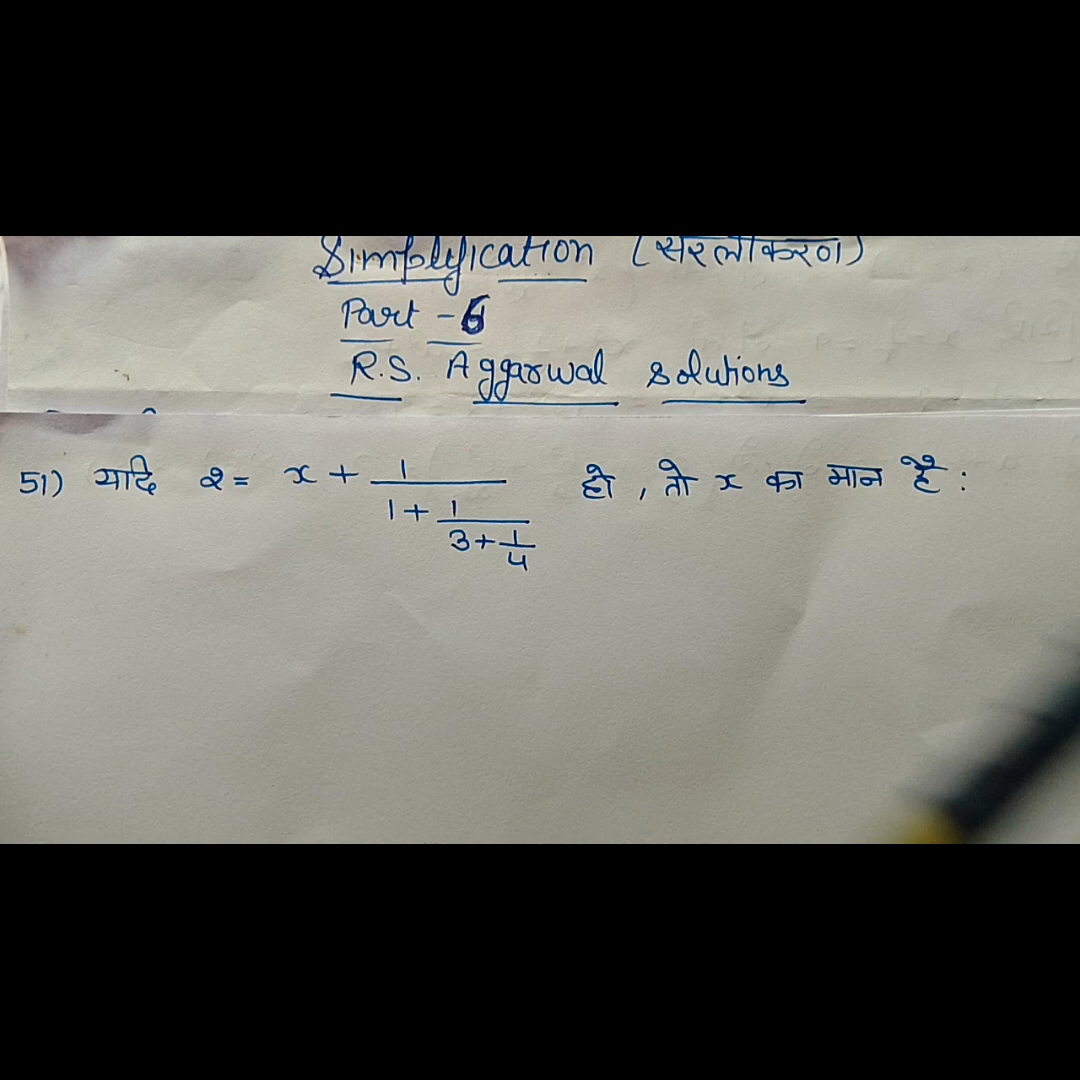 Simplification (सरलीकरण)
Part - 6
R.S. Aggarwal solutions
51) यदि 2 = x + 1/(1 + 1/(3 + 1/4)) हो, तो x का मान है :